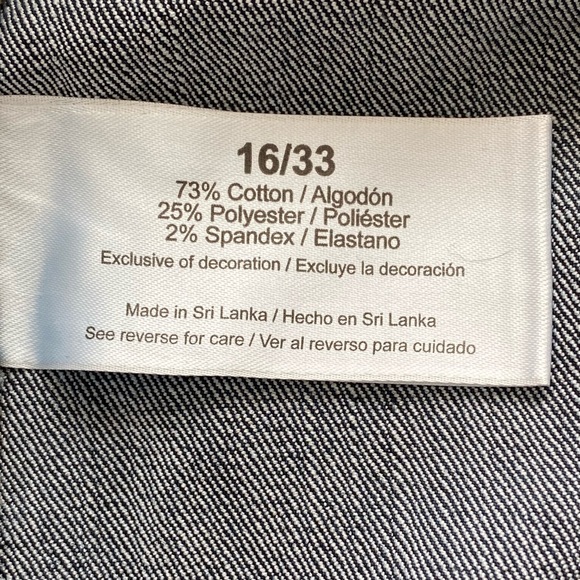 16/33
73% Cotton / Algodón
25% Polyester / Poliéster
2% Spandex / Elastano
Exclusive of decoration / Excluye la decoración
Made in Sri Lanka / Hecho en Sri Lanka
See reverse for care / Ver al reverso para cuidado